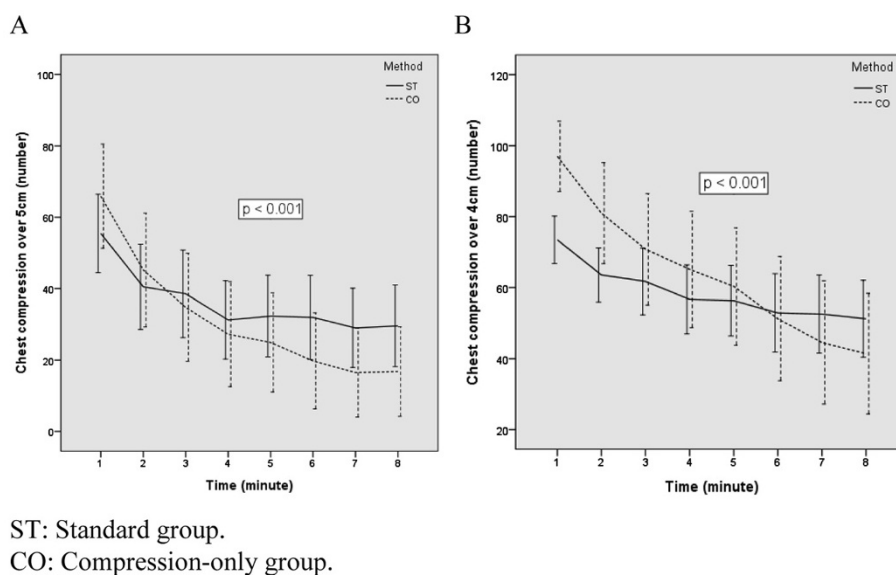 A
Chest compression over 5cm (number)
100
80
60
40
20
0
Method
ST
CO
p < 0.001
1 2 3 4 5 6 7 8
Time (minute)
B
Chest compression over 4cm (number)
120
100
80
60
40
20
Method
ST
CO
p < 0.001
1 2 3 4 5 6 7 8
Time (minute)
ST: Standard group.
CO: Compression-only group.